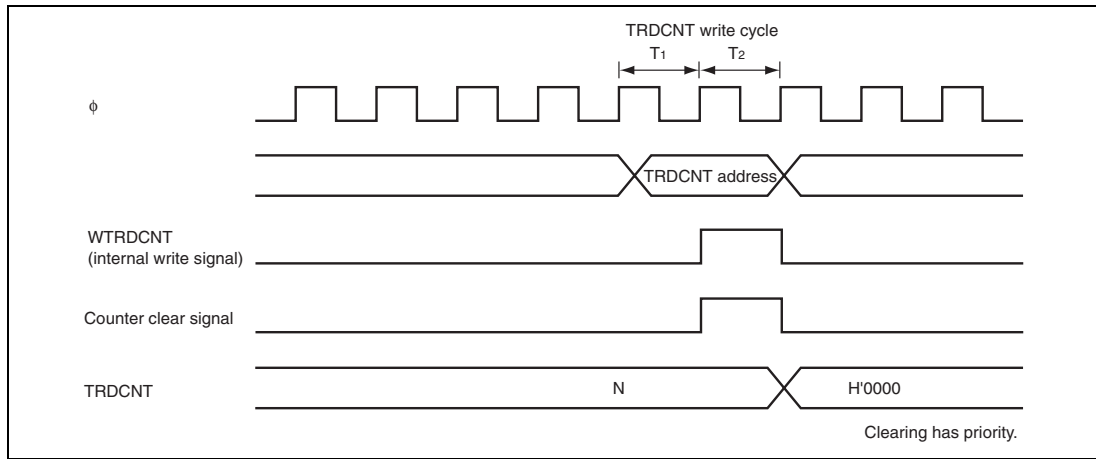 TRDCNT write cycle
T1 T2
ϕ
TRDCNT address
WTRDCNT
(internal write signal)
Counter clear signal
TRDCNT
N
H'0000
Clearing has priority.